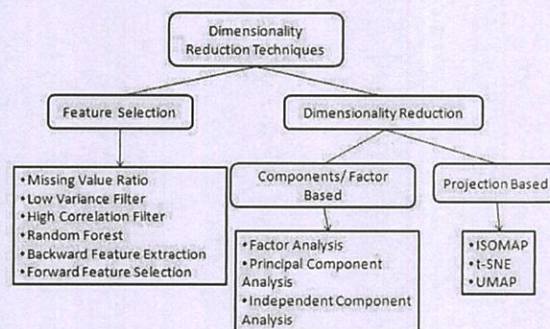 Dimensionality
Reduction Techniques
Feature Selection
Dimensionality Reduction
•Missing Value Ratio
•Low Variance Filter
•High Correlation Filter
•Random Forest
•Backward Feature Extraction
•Forward Feature Selection
Components/ Factor
Based
Projection Based
•Factor Analysis
•Principal Component
Analysis
•Independent Component
Analysis
•ISOMAP
•t-SNE
•UMAP